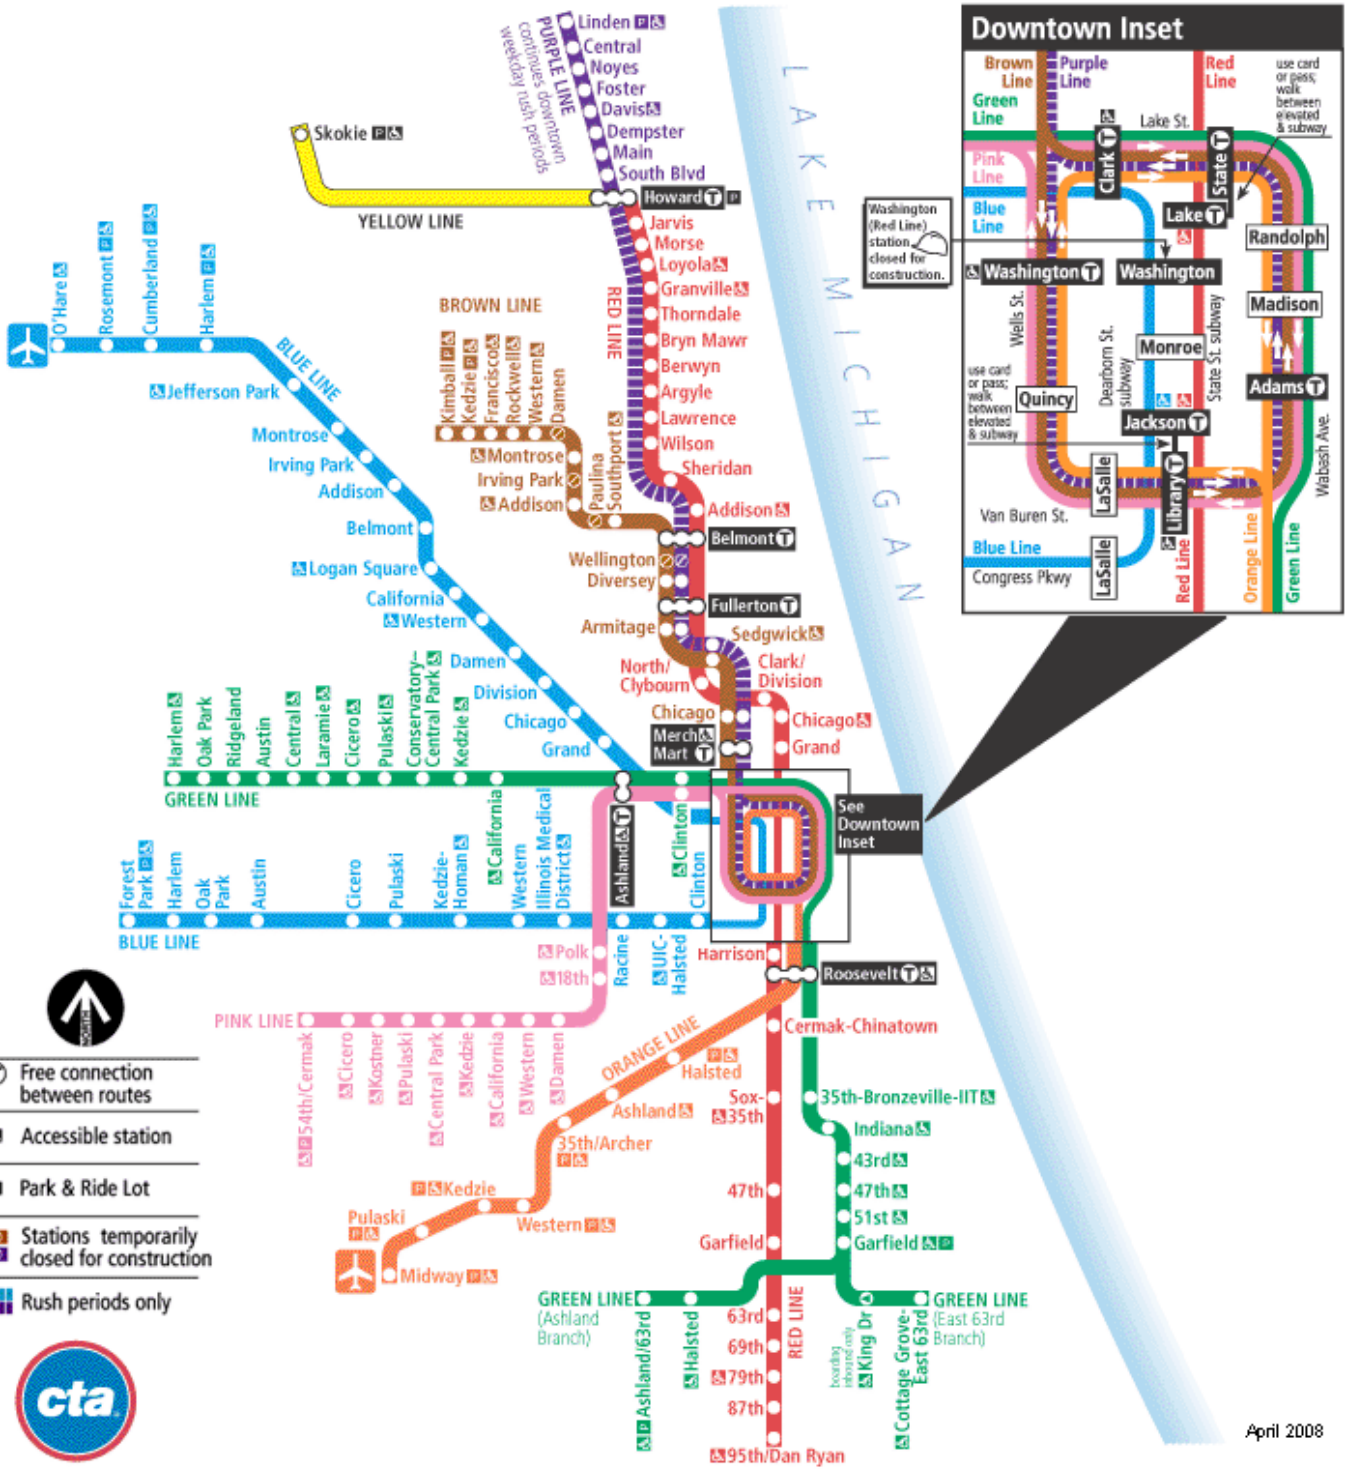 Linden P
Central
Noyes
Foster
Davis
Dempster
Main
South Blvd
PURPLE LINE
continues downtown
weekday rush periods
Howard T P
Skokie P
YELLOW LINE
LAKE MICHIGAN
Jarvis
Morse
Loyola
Granville
Thorndale
Bryn Mawr
Berwyn
Argyle
Lawrence
Wilson
Sheridan
Addison
RED LINE
Belmont T
Fullerton T
BROWN LINE
Kimball P
Kedzie P
Francisco
Rockwell
Western
Damen
Montrose
Irving Park
Addison
Paulina
Southport
Wellington
Diversey
Armitage
Sedgwick
North/
Clybourn
Clark/
Division
Chicago
Chicago
Merch
Mart T
Grand
O'Hare
Rosemont P
Cumberland P
Harlem P
BLUE LINE
Jefferson Park
Montrose
Irving Park
Addison
Belmont
Logan Square
California
Western
Damen
Division
Chicago
Grand
Harlem
Oak Park
Ridgeland
Austin
Central
Laramie
Cicero
Pulaski
Conservatory–
Central Park
Kedzie
GREEN LINE
California
Ashland T
Clinton
Clinton
See
Downtown
Inset
Forest
Park P
Harlem
Oak
Park
Austin
Cicero
Pulaski
Kedzie-
Homan
Western
Illinois Medical
District
BLUE LINE
Racine
UIC-
Halsted
Polk
18th
PINK LINE
P 54th/Cermak
Cicero
Kostner
Pulaski
Central Park
Kedzie
California
Western
Damen
Harrison
Roosevelt T
Cermak-Chinatown
ORANGE LINE
P
Halsted
Ashland
35th/Archer
P
P Kedzie
Western P
Pulaski
P
Midway P
Sox-
35th
35th-Bronzeville-IIT
Indiana
43rd
47th
47th
51st
Garfield
Garfield P
GREEN LINE
(Ashland
Branch)
P Ashland/63rd
Halsted
63rd
69th
79th
87th
95th/Dan Ryan
RED LINE
boarding
inbound only
King Dr
Cottage Grove-
East 63rd
GREEN LINE
(East 63rd
Branch)
NORTH
Free connection
between routes
Accessible station
Park & Ride Lot
Stations temporarily
closed for construction
Rush periods only
cta
April 2008
Downtown Inset
Brown
Line
Purple
Line
Red
Line
use card
or pass;
walk
between
elevated
& subway
Green
Line
Lake St.
Pink
Line
Clark T
State T
Blue
Line
Lake T
Washington
(Red Line)
station
closed for
construction.
Randolph
Washington T
Washington
Madison
Wells St.
Dearborn St.
subway
Monroe
State St. subway
use card
or pass;
walk
between
elevated
& subway
Quincy
Adams T
Jackson T
Wabash Ave.
LaSalle
Library T
Van Buren St.
Blue Line
Congress Pkwy
LaSalle
Red Line
Orange Line
Green Line